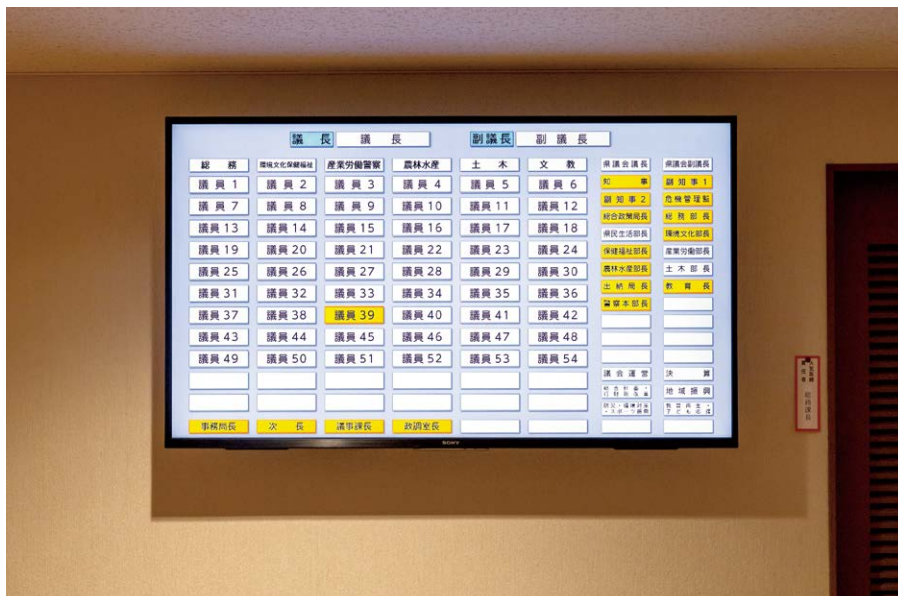 議長 議長 副議長 副議長
総務 環境文化保健福祉 産業労働警察 農林水産 土木 文教 県議会議長 県議会副議長
議員1 議員2 議員3 議員4 議員5 議員6 知事 副知事1
議員7 議員8 議員9 議員10 議員11 議員12 副知事2 危機管理監
議員13 議員14 議員15 議員16 議員17 議員18 総合政策局長 総務部長
県民生活部長 環境文化部長
議員19 議員20 議員21 議員22 議員23 議員24 保健福祉部長 産業労働部長
議員25 議員26 議員27 議員28 議員29 議員30 農林水産部長 土木部長
議員31 議員32 議員33 議員34 議員35 議員36 出納局長 教育長
議員37 議員38 議員39 議員40 議員41 議員42 警察本部長
議員43 議員44 議員45 議員46 議員47 議員48
議員49 議員50 議員51 議員52 議員53 議員54
議会運営 決算
地域振興
事務局長 次長 議事課長 政調室長
SONY
火気取締
責任者
総務課長